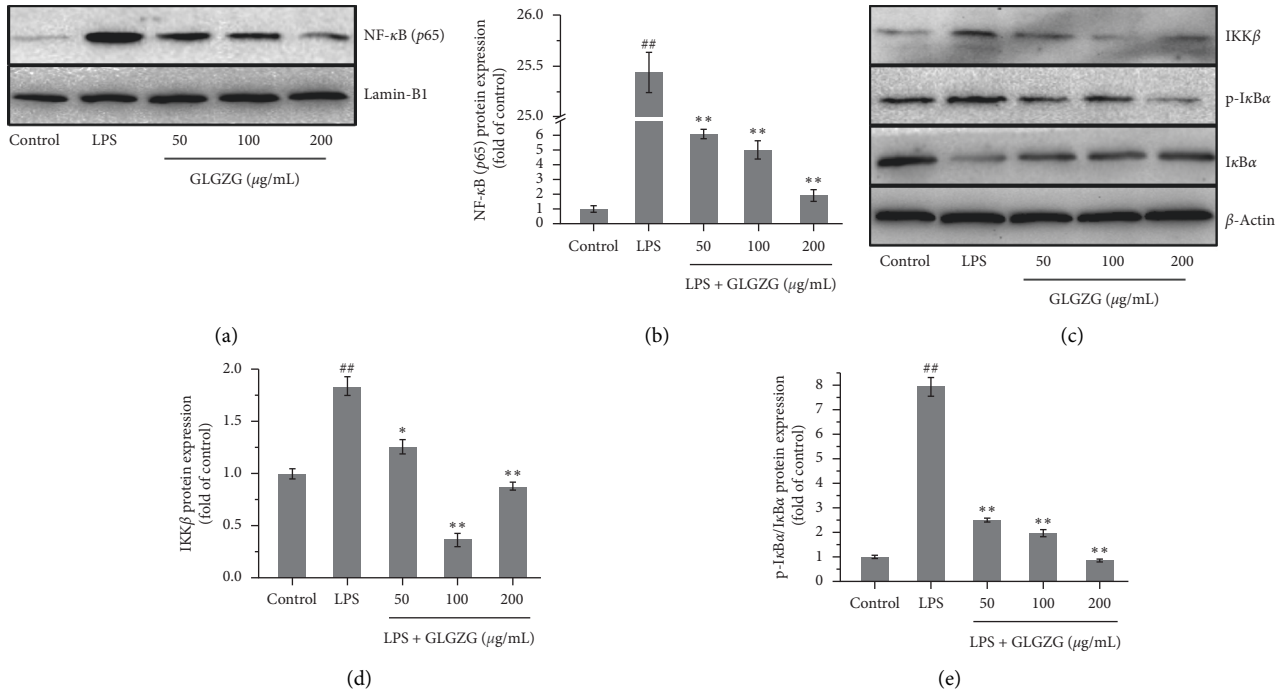 NF-κB (p65)
Lamin-B1
Control LPS 50 100 200
GLGZG (μg/mL)
(a)
NF-κB (p65) protein expression
(fold of control)
25.5
25.0
6
5
4
3
2
1
0
##
** ** **
Control LPS 50 100 200
LPS + GLGZG (μg/mL)
(b)
IKKβ
p-IκBα
IκBα
β-Actin
Control LPS 50 100 200
GLGZG (μg/mL)
(c)
IKKβ protein expression
(fold of control)
2.0
1.5
1.0
0.5
0.0
##
* ** **
Control LPS 50 100 200
LPS + GLGZG (μg/mL)
(d)
p-IκBα/IκBα protein expression
(fold of control)
8
7
6
5
4
3
2
1
0
##
** ** **
Control LPS 50 100 200
LPS + GLGZG (μg/mL)
(e)